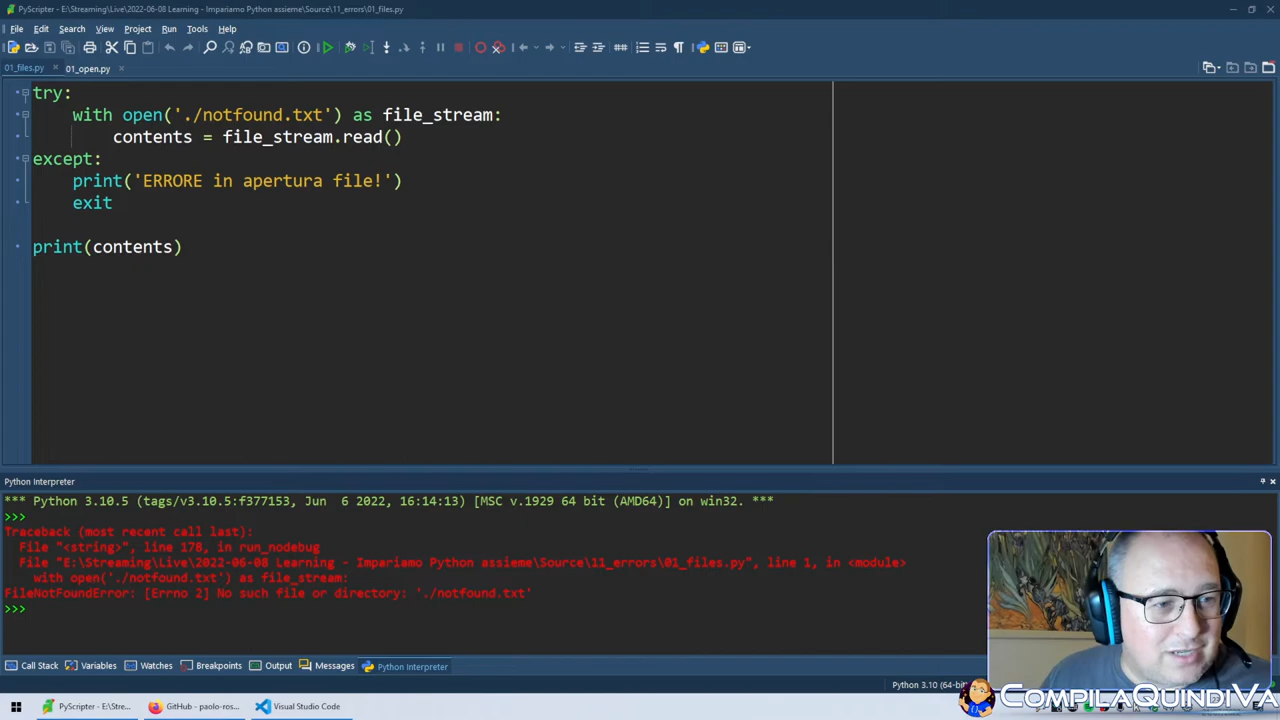 PyScripter - E:\Streaming\Live\2022-06-08 Learning - Impariamo Python assieme\Source\11_errors\01_files.py
File Edit Search View Project Run Tools Help
01_files.py 01_open.py
try:
with open('./notfound.txt') as file_stream:
contents = file_stream.read()
except:
print('ERRORE in apertura file!')
exit
print(contents)
Python Interpreter
*** Python 3.10.5 (tags/v3.10.5:f377153, Jun 6 2022, 16:14:13) [MSC v.1929 64 bit (AMD64)] on win32. ***
>>>
Traceback (most recent call last):
File "<string>", line 178, in run_nodebug
File "E:\Streaming\Live\2022-06-08 Learning - Impariamo Python assieme\Source\11_errors\01_files.py", line 1, in <module>
with open('./notfound.txt') as file_stream:
FileNotFoundError: [Errno 2] No such file or directory: './notfound.txt'
>>>
Call Stack Variables Watches Breakpoints Output Messages Python Interpreter
Python 3.10 (64-bit)
PyScripter - E:\Stre... GitHub - paolo-ros... Visual Studio Code
COMPILAQUINDIVA